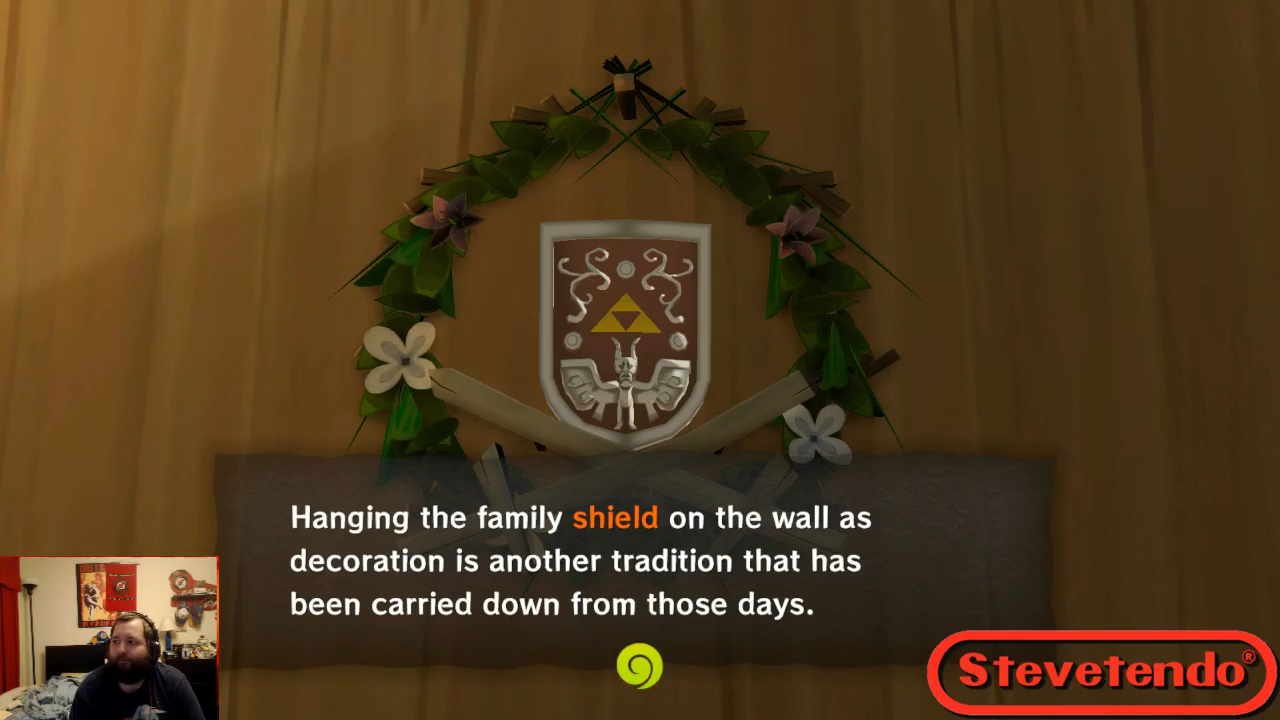 Hanging the family shield on the wall as
decoration is another tradition that has
been carried down from those days.
Stevetendo®